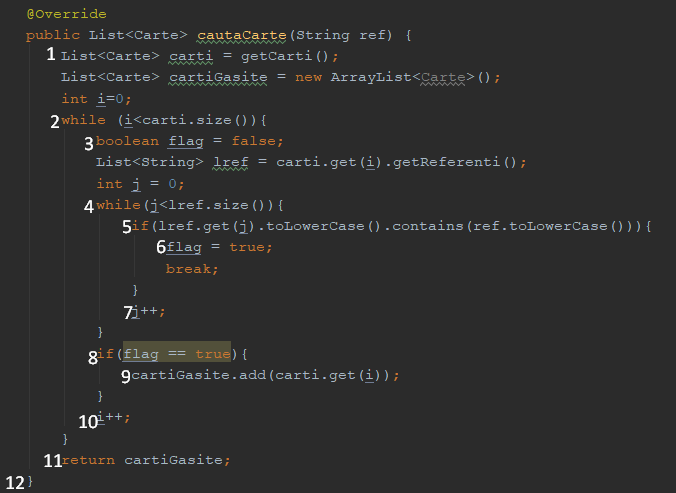 @Override
public List<Carte> cautaCarte(String ref) {
1 List<Carte> carti = getCarti();
List<Carte> cartiGasite = new ArrayList<Carte>();
int i=0;
2 while (i<carti.size()){
3 boolean flag = false;
List<String> lref = carti.get(i).getReferenti();
int j = 0;
4 while(j<lref.size()){
5 if(lref.get(j).toLowerCase().contains(ref.toLowerCase())){
6 flag = true;
break;
}
7 j++;
}
8 if(flag == true){
9 cartiGasite.add(carti.get(i));
}
10 i++;
}
11 return cartiGasite;
12 }